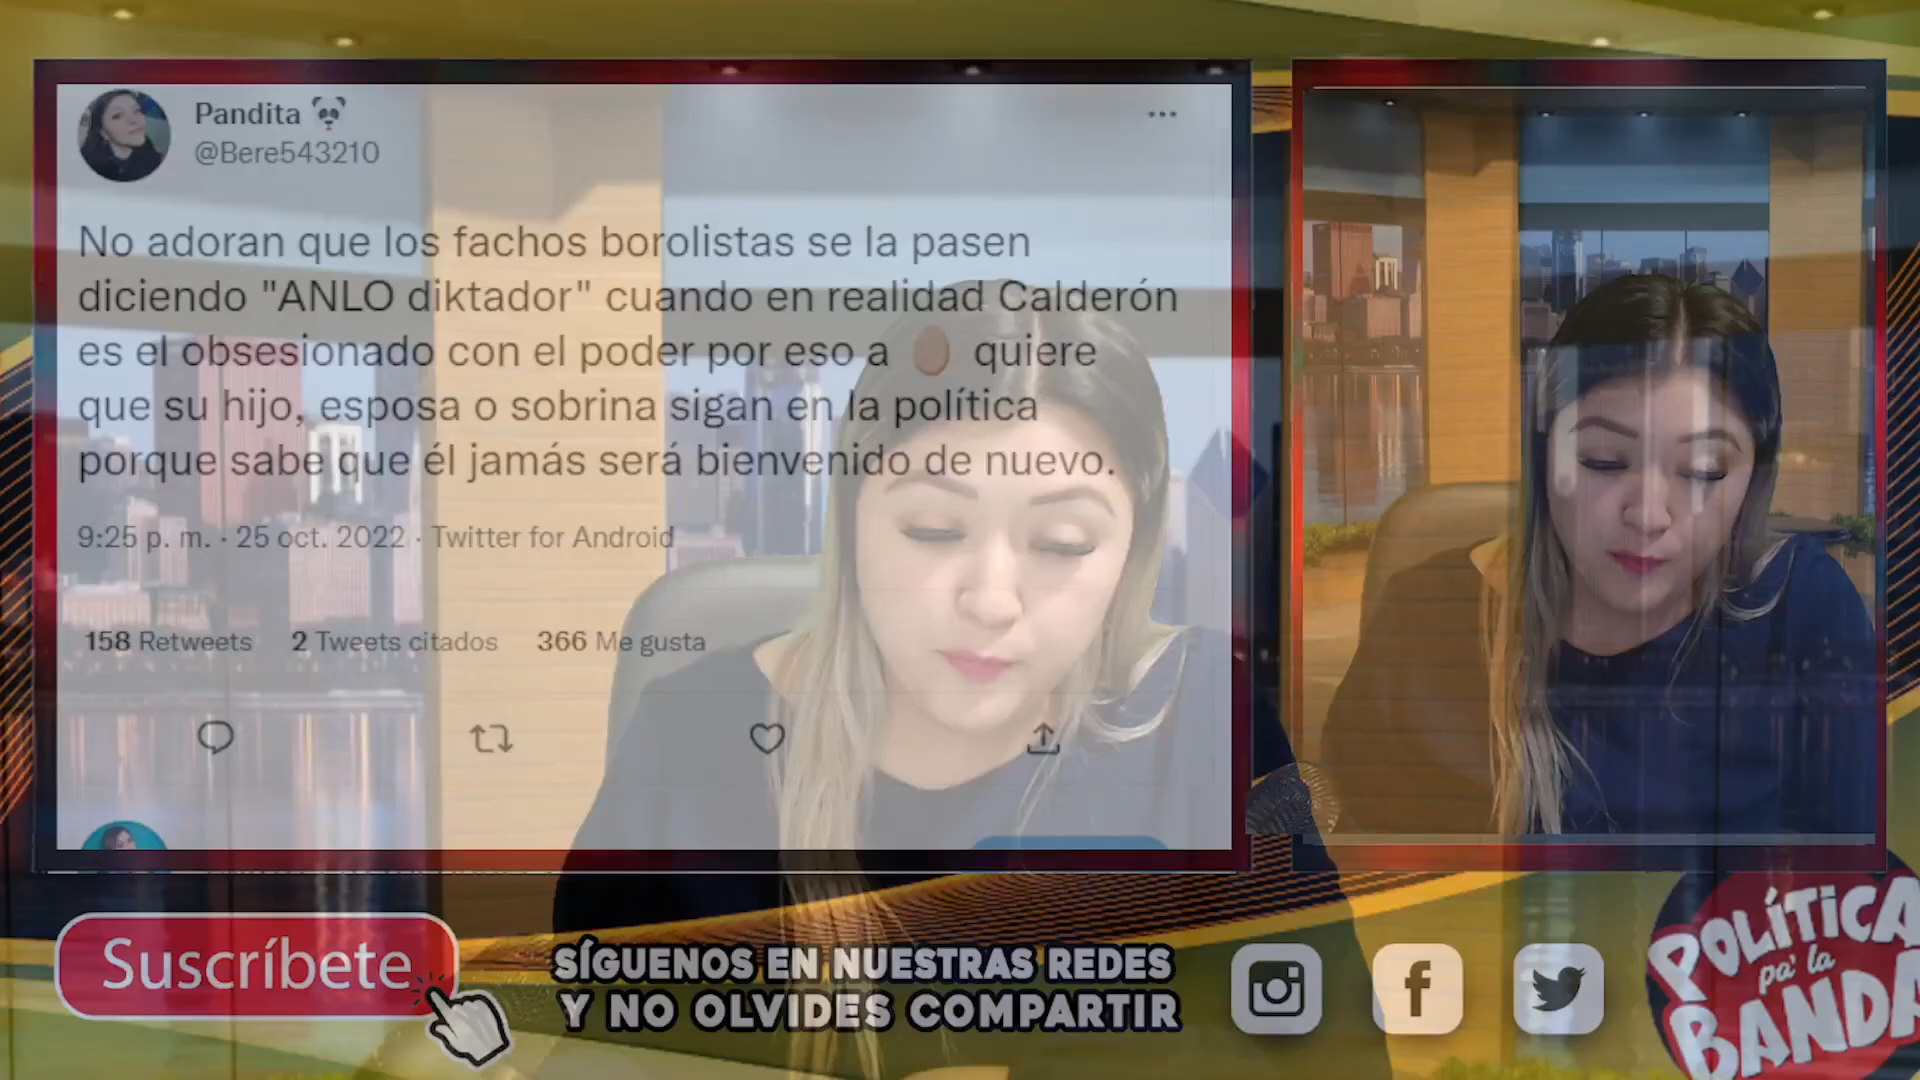 Pandita
@Bere543210
No adoran que los fachos borolistas se la pasen
diciendo "ANLO diktador" cuando en realidad Calderón
es el obsesionado con el poder por eso a quiere
que su hijo, esposa o sobrina sigan en la política
porque sabe que él jamás será bienvenido de nuevo.
9:25 p. m. · 25 oct. 2022 · Twitter for Android
158 Retweets 2 Tweets citados 366 Me gusta
Suscríbete
SÍGUENOS EN NUESTRAS REDES
Y NO OLVIDES COMPARTIR
POLÍTICA
pa' la
BANDA